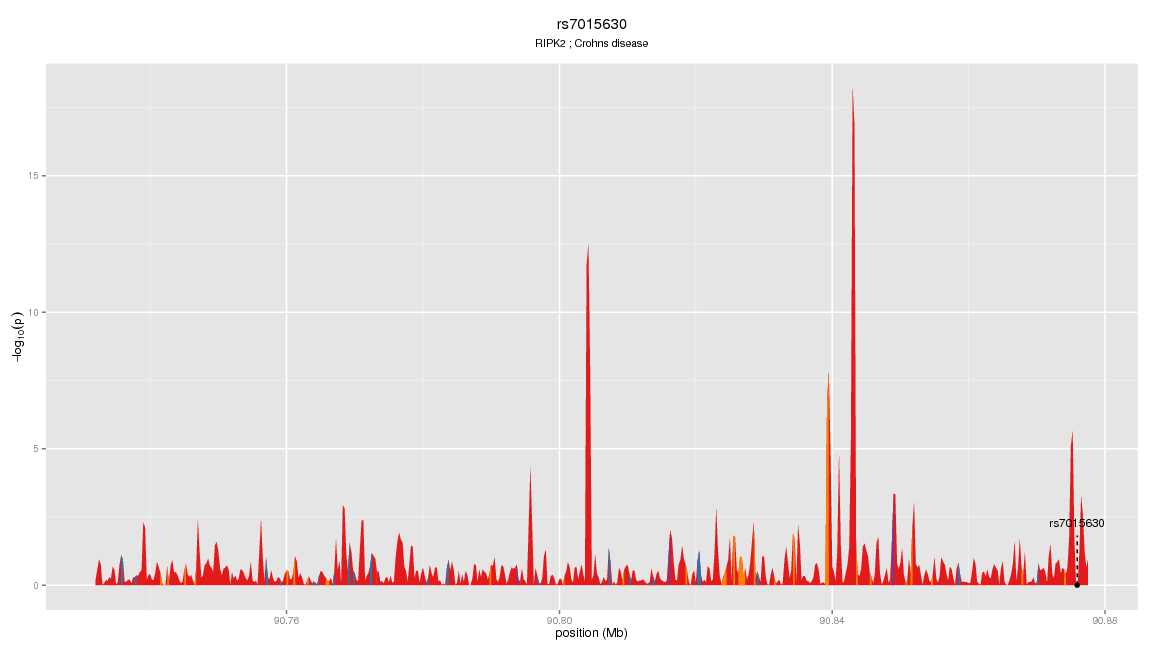 rs7015630
RIPK2 ; Crohns disease
−log10(p)
15
10
5
0
rs7015630
90.76
90.80
90.84
90.88
position (Mb)